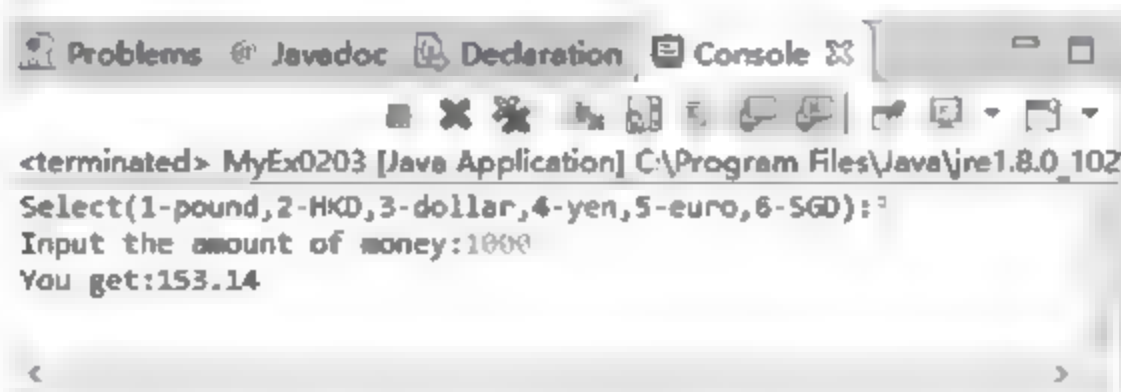 Problems @ Javadoc Declaration Console
<terminated> MyEx0203 [Java Application] C:\Program Files\Java\jre1.8.0_102
Select(1-pound,2-HKD,3-dollar,4-yen,5-euro,6-SGD):
Input the amount of money:1000
You get:153.14